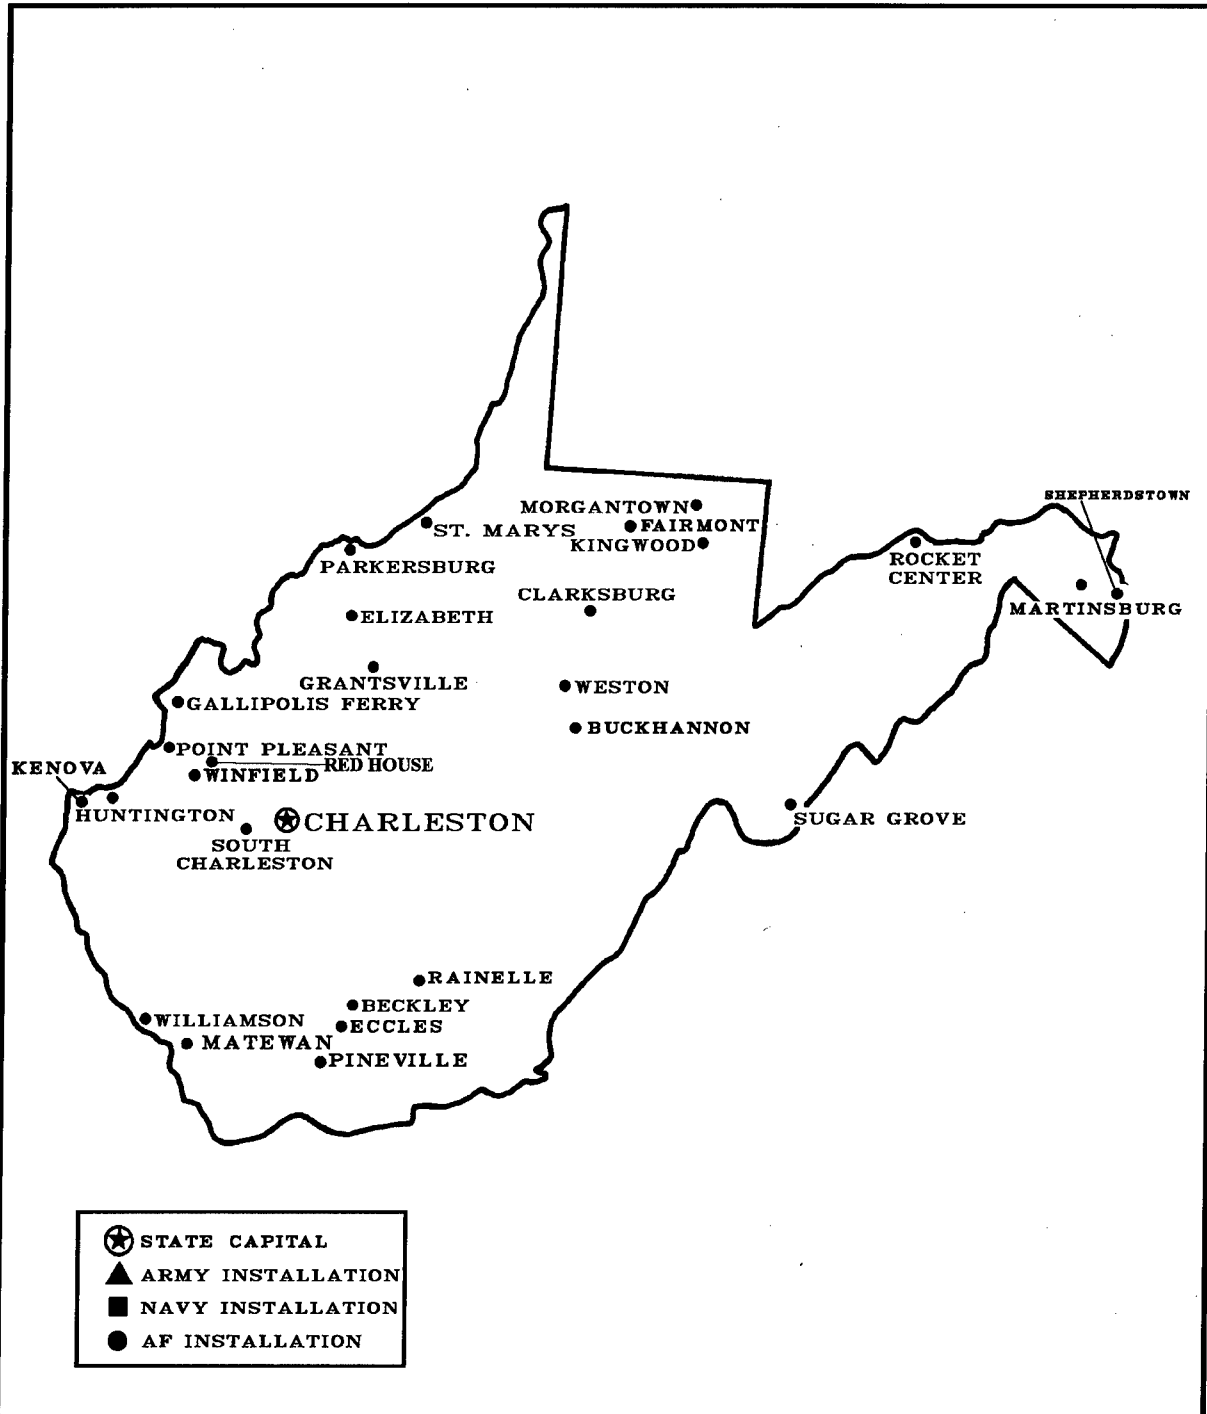 SHEPHERDSTOWN
MORGANTOWN
FAIRMONT
ST. MARYS
KINGWOOD
ROCKET
CENTER
PARKERSBURG
CLARKSBURG
MARTINSBURG
ELIZABETH
GRANTSVILLE
WESTON
GALLIPOLIS FERRY
BUCKHANNON
POINT PLEASANT
RED HOUSE
KENOVA
WINFIELD
HUNTINGTON
CHARLESTON
SUGAR GROVE
SOUTH
CHARLESTON
RAINELLE
BECKLEY
WILLIAMSON
ECCLES
MATEWAN
PINEVILLE
STATE CAPITAL
ARMY INSTALLATION
NAVY INSTALLATION
AF INSTALLATION